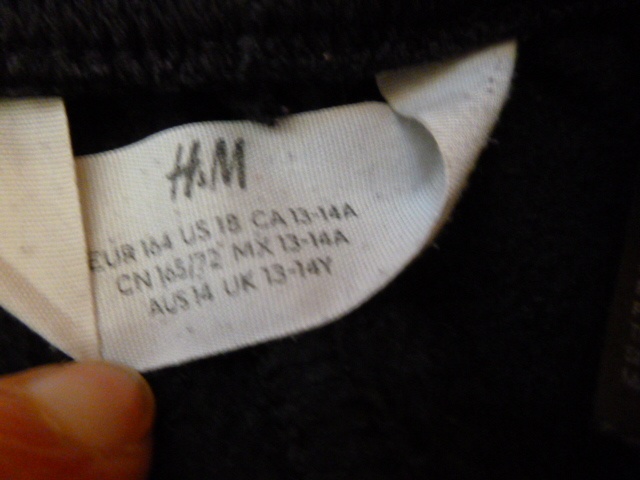 H&M
EUR 164 US 18 CA 13-14A
CN 165/72 MX 13-14A
AUS 14 UK 13-14Y